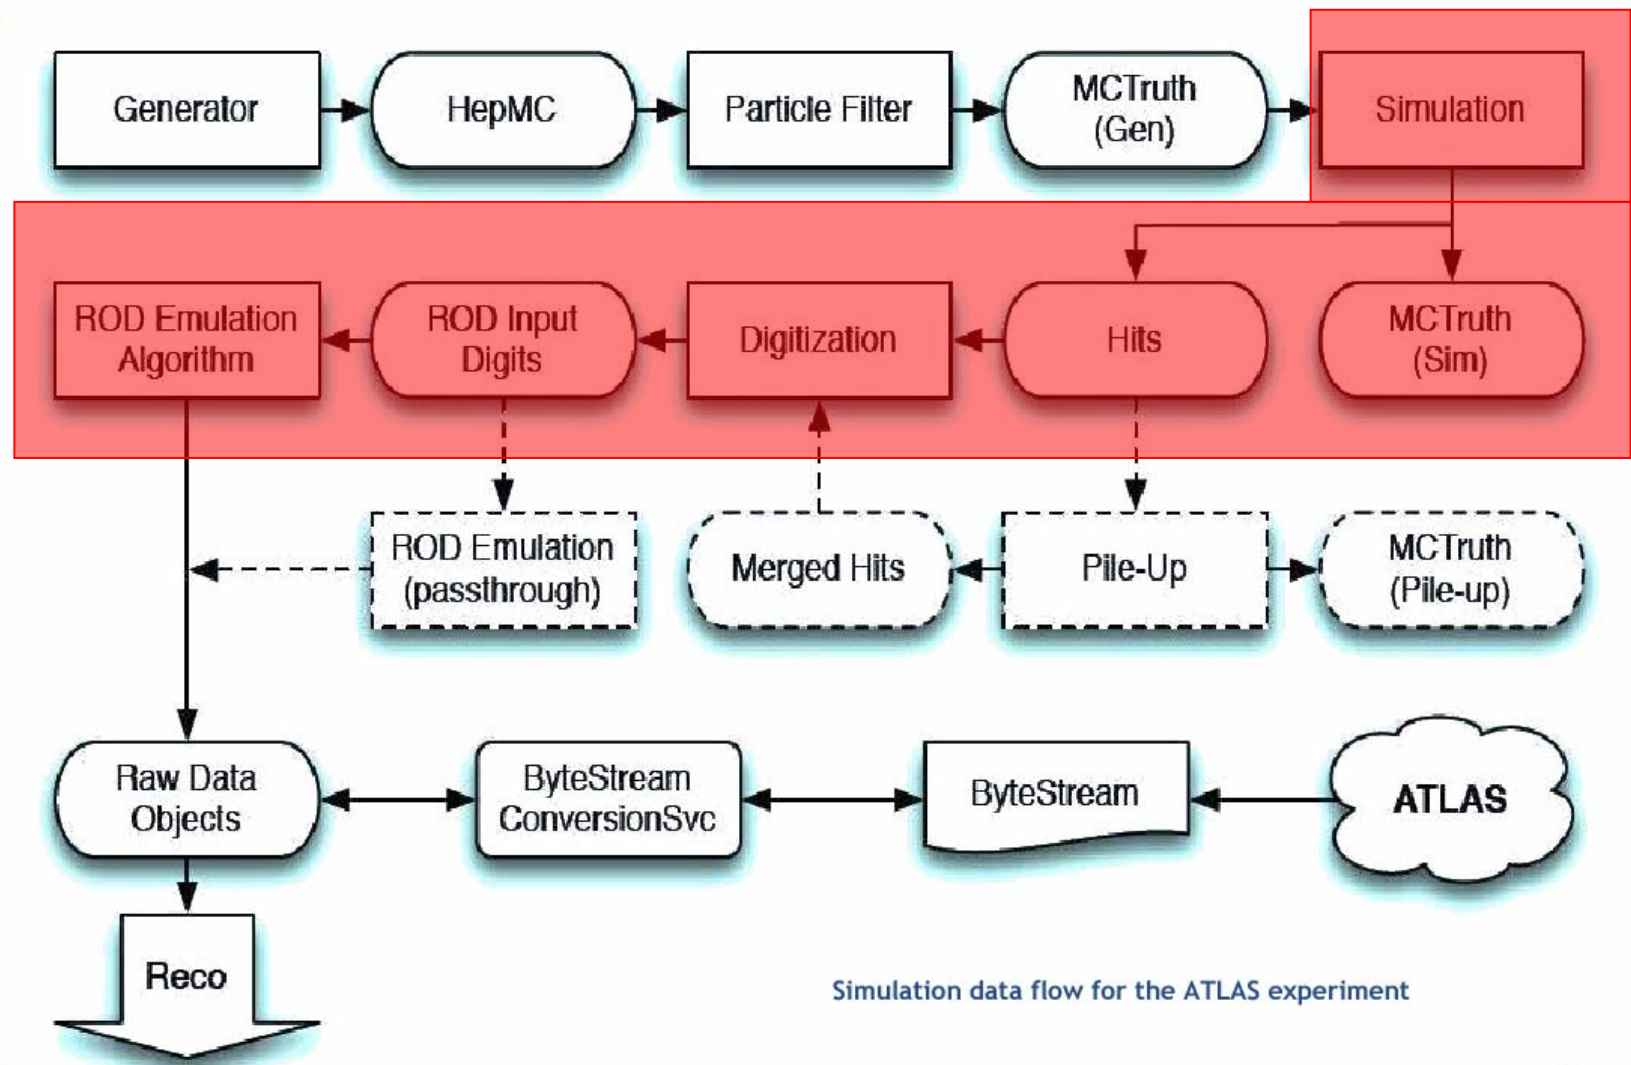 Generator
HepMC
Particle Filter
MCTruth
(Gen)
Simulation
ROD Emulation
Algorithm
ROD Input
Digits
Digitization
Hits
MCTruth
(Sim)
ROD Emulation
(passthrough)
Merged Hits
Pile-Up
MCTruth
(Pile-up)
Raw Data
Objects
ByteStream
ConversionSvc
ByteStream
ATLAS
Reco
Simulation data flow for the ATLAS experiment